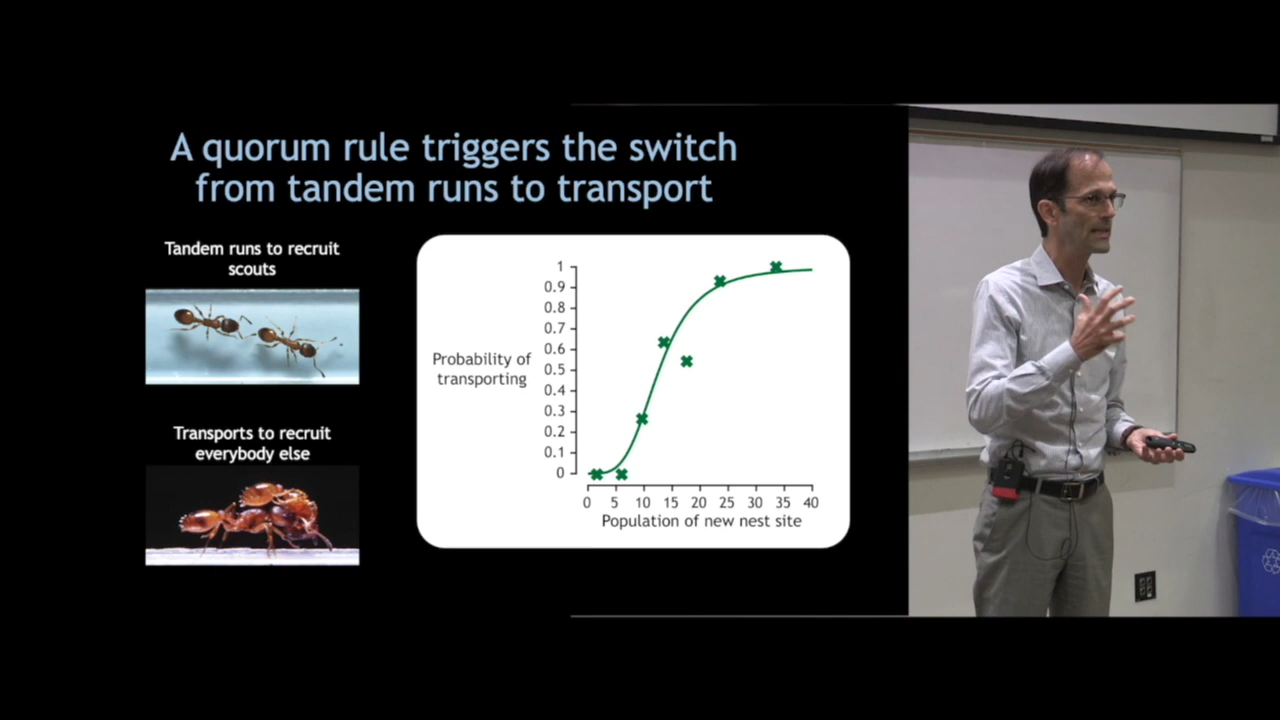 A quorum rule triggers the switch
from tandem runs to transport
Tandem runs to recruit
scouts
Transports to recruit
everybody else
Probability of
transporting
1
0.9
0.8
0.7
0.6
0.5
0.4
0.3
0.2
0.1
0
0 5 10 15 20 25 30 35 40
Population of new nest site